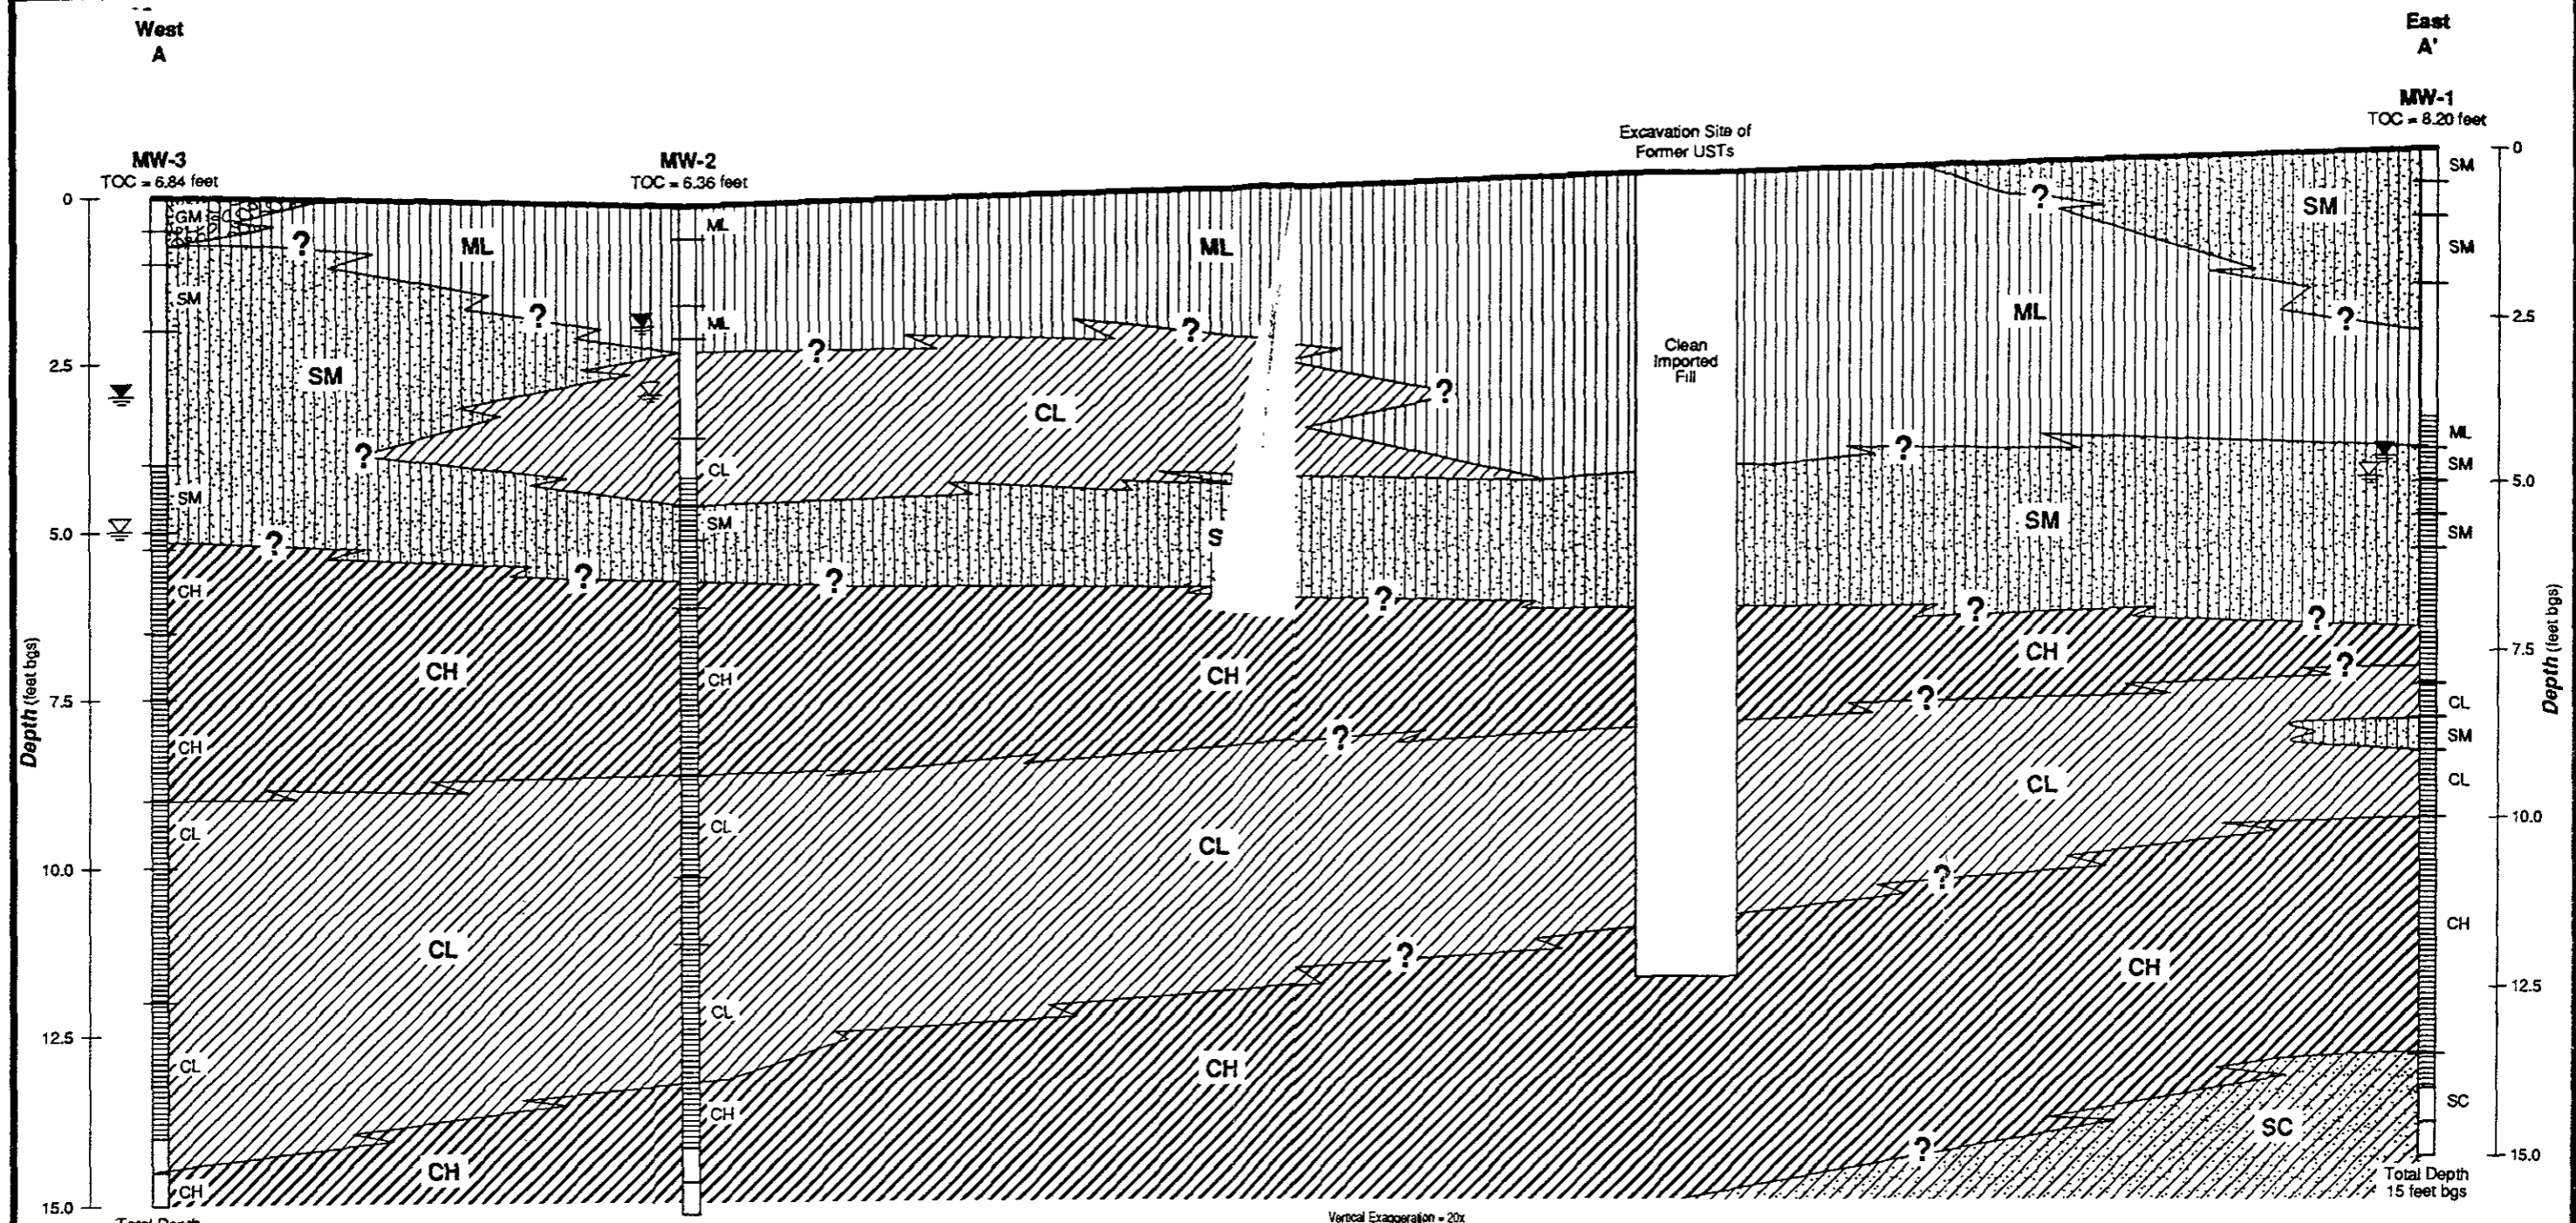 West
A
East
A'
MW-1
TOC = 8.20 feet
Excavation Site of
Former USTs
MW-3
TOC = 6.84 feet
MW-2
TOC = 6.36 feet
0
2.5
5.0
7.5
10.0
12.5
15.0
Depth (feet bgs)
GM
SM
SM
CH
CH
CL
CL
CH
?
ML
?
SM
?
?
?
CH
CL
CH
ML
ML
CL
SM
CH
CL
CL
CH
?
?
ML
?
CL
?
S
?
CH
?
CL
?
CH
Clean
Imported
Fill
?
SM
ML
?
?
SM
?
?
CH
?
?
CL
?
CH
?
SC
SM
SM
ML
SM
SM
CL
SM
CL
CH
SC
0
2.5
5.0
7.5
10.0
12.5
15.0
Depth (feet bgs)
Total Depth
15 feet bgs
Total Depth
Vertical Exaggeration = 20x